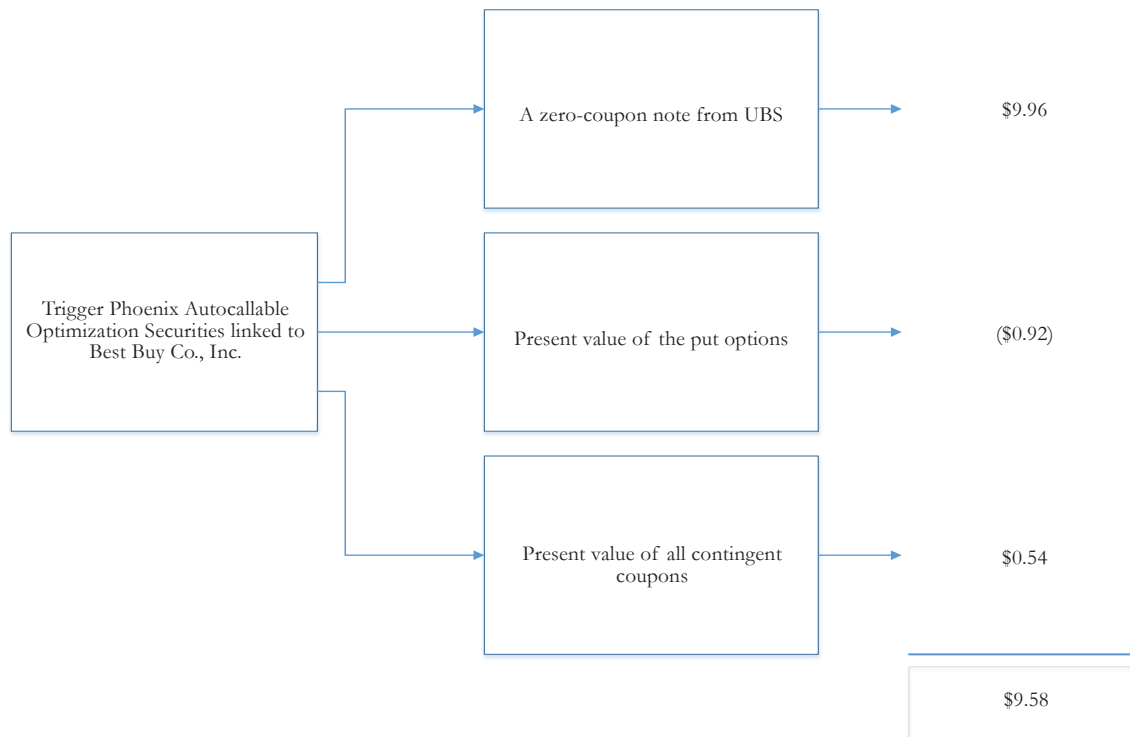 A zero-coupon note from UBS
$9.96
Trigger Phoenix Autocallable
Optimization Securities linked to
Best Buy Co., Inc.
Present value of the put options
($0.92)
Present value of all contingent
coupons
$0.54
$9.58